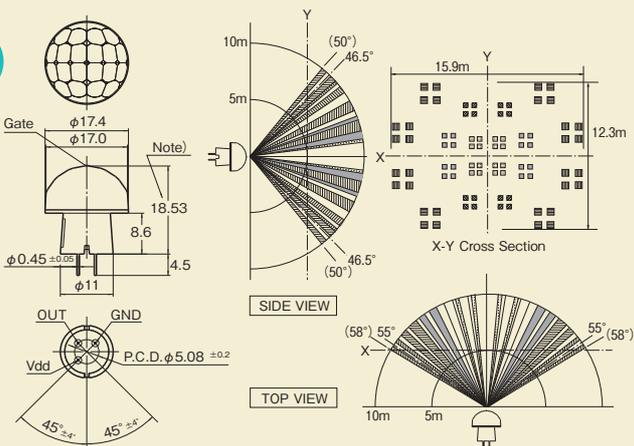 φ17.4
φ17.0
Gate
Note)
18.53
8.6
4.5
φ0.45 ±0.05
φ11
OUT
GND
Vdd
P.C.D.φ5.08 ±0.2
45°±4°
45°±4°
Y
10m
5m
(50°)
46.5°
46.5°
(50°)
SIDE VIEW
Y
15.9m
12.3m
X
X-Y Cross Section
(58°)
55°
55°
(58°)
X
10m
5m
TOP VIEW